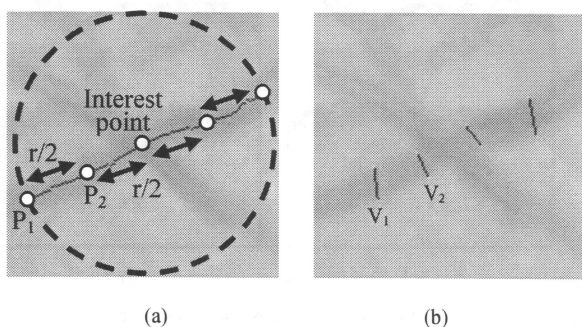 Interest
point
r/2
r/2
P1
P2
V1
V2
(a)
(b)